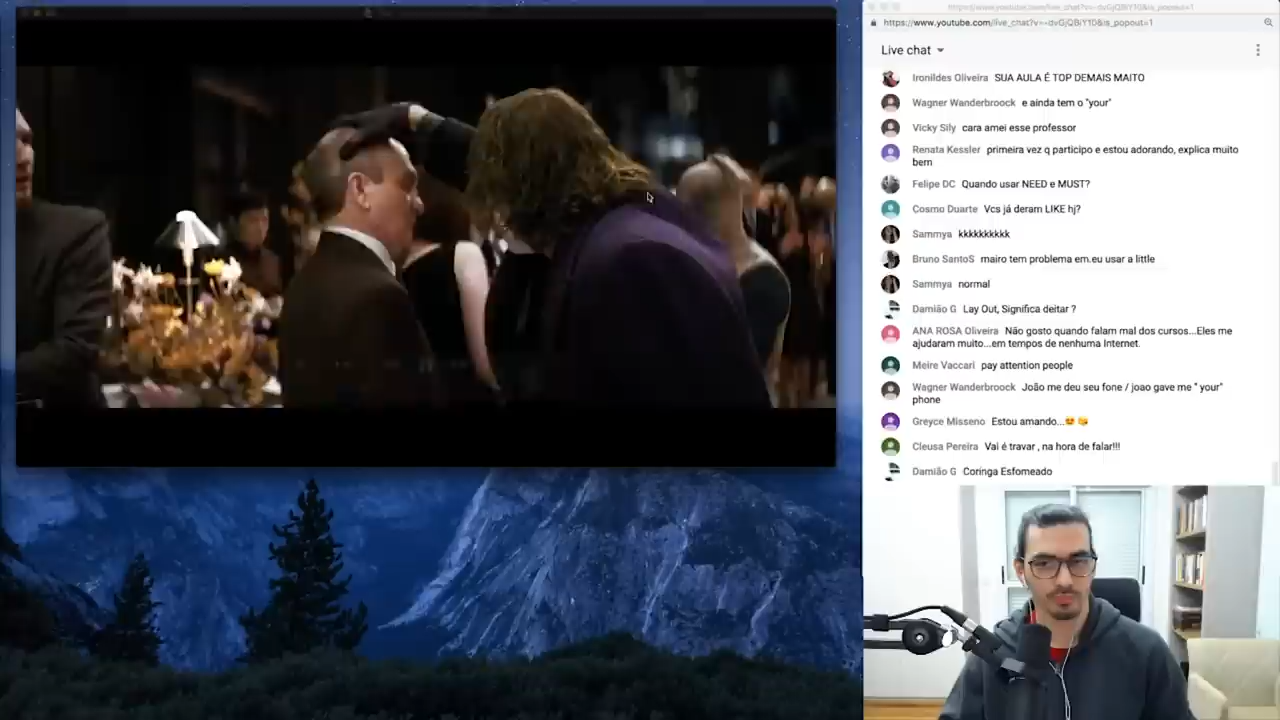 https://www.youtube.com/live_chat?v=-dvGjQBiY10&is_popout=1
Live chat
Ironildes Oliveira SUA AULA É TOP DEMAIS MAITO
Wagner Wanderbroock e ainda tem o "your"
Vicky Sily cara amei esse professor
Renata Kessler primeira vez q participo e estou adorando, explica muito
bem
Felipe DC Quando usar NEED e MUST?
Cosmo Duarte Vcs já deram LIKE hj?
Sammya kkkkkkkkkk
Bruno SantoS mairo tem problema em.eu usar a little
Sammya normal
Damião G Lay Out, Significa deitar ?
ANA ROSA Oliveira Não gosto quando falam mal dos cursos...Eles me
ajudaram muito...em tempos de nenhuma Internet.
Meire Vaccari pay attention people
Wagner Wanderbroock João me deu seu fone / joao gave me " your"
phone
Greyce Misseno Estou amando...😍😘
Cleusa Pereira Vai é travar , na hora de falar!!!
Damião G Coringa Esfomeado